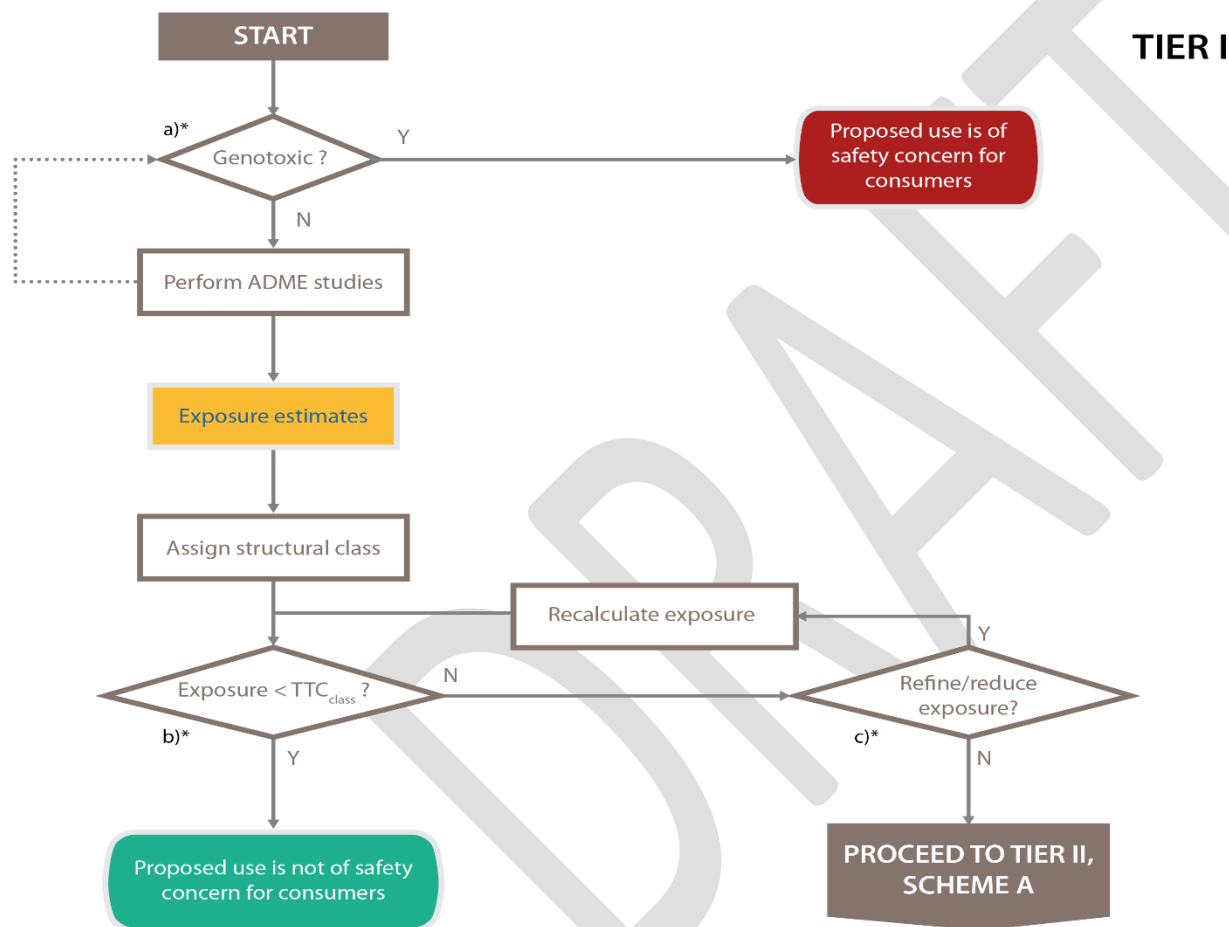 START
TIER I
a)*
Genotoxic ?
Y
Proposed use is of
safety concern for
consumers
N
Perform ADME studies
Exposure estimates
Assign structural class
Recalculate exposure
Y
Exposure < TTCclass ?
N
Refine/reduce
exposure?
b)*
c)*
Y
N
Proposed use is not of safety
concern for consumers
PROCEED TO TIER II,
SCHEME A
DRAFT